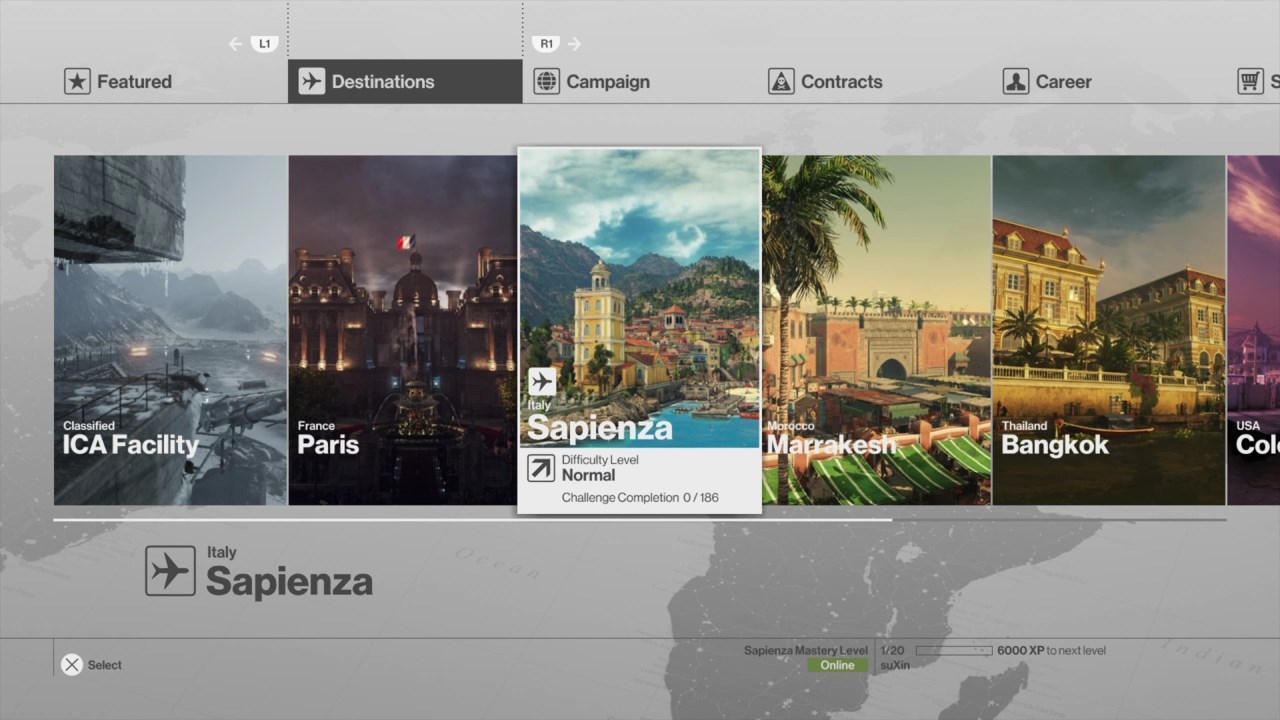 L1
R1
Featured
Destinations
Campaign
Contracts
Career
S
Classified
ICA Facility
France
Paris
Italy
Sapienza
Difficulty Level
Normal
Challenge Completion 0 / 186
Morocco
Marrakesh
Thailand
Bangkok
USA
Colo
Italy
Sapienza
Ocean
Indian
Select
Sapienza Mastery Level
1/20
6000 XP to next level
Online
suXin